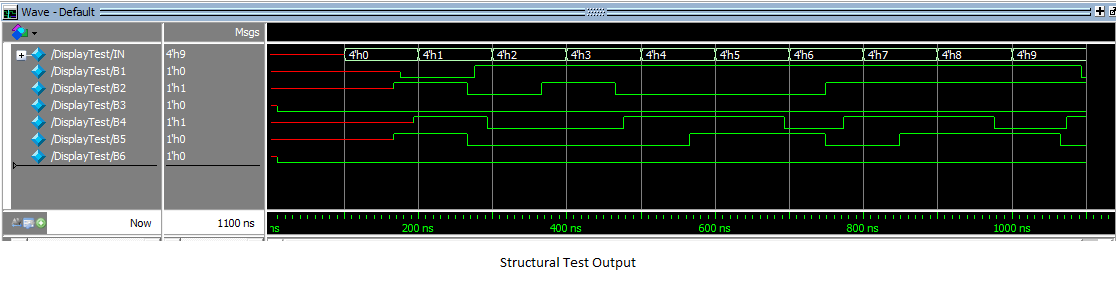 Wave - Default
Msgs
/DisplayTest/IN 4'h9 4'h0 4'h1 4'h2 4'h3 4'h4 4'h5 4'h6 4'h7 4'h8 4'h9
/DisplayTest/B1 1'h0
/DisplayTest/B2 1'h1
/DisplayTest/B3 1'h0
/DisplayTest/B4 1'h1
/DisplayTest/B5 1'h0
/DisplayTest/B6 1'h0
Now 1100 ns ns 200 ns 400 ns 600 ns 800 ns 1000 ns
Structural Test Output